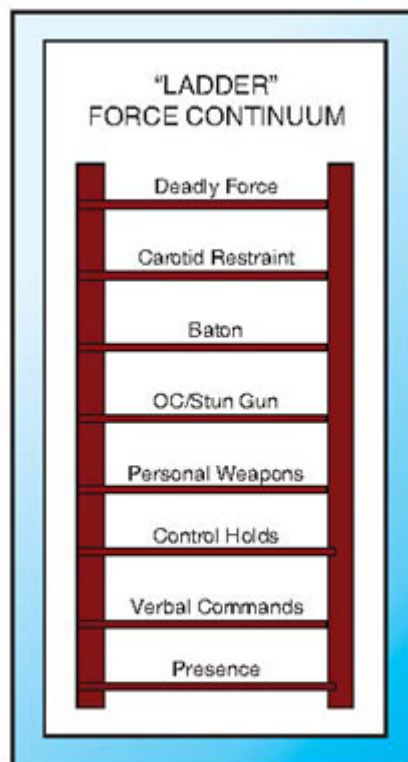 “LADDER”
FORCE CONTINUUM
Deadly Force
Carotid Restraint
Baton
OC/Stun Gun
Personal Weapons
Control Holds
Verbal Commands
Presence